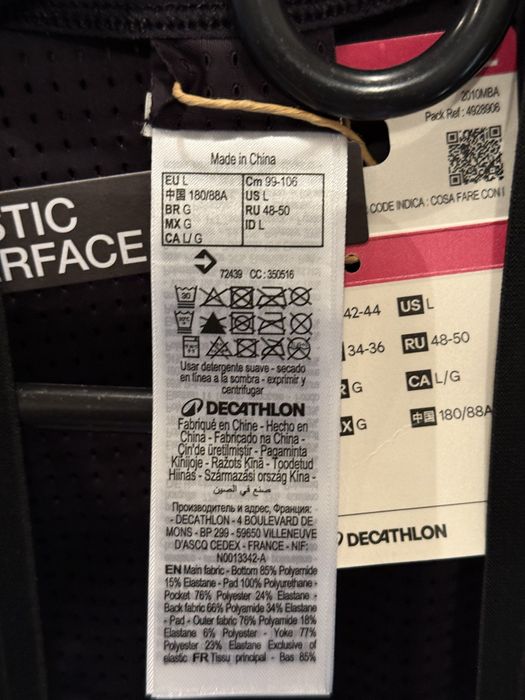 2010MBA
Pack Ref : 4928906
CODE INDICA : COSA FARE CON I
STIC
RFACE
Made in China
EU L
中国 180/88A
BR G
MX G
CA L/G
Cm 99-106
US L
RU 48-50
ID L
72439 CC : 350516
Usar detergente suave - secado
en línea a la sombra - exprimir y
centrifugar
DECATHLON
Fabriqué en Chine - Hecho en
China - Fabricado na China -
Çin'de üretilmiştir - Pagaminta
Kinijoje - Ražots Ķīnā - Toodetud
Hiinas - Származási ország Kína -
صنع في الصين
Производитель и адрес, Франция:
- DECATHLON - 4 BOULEVARD DE
MONS - BP 299 - 59650 VILLENEUVE
D'ASCQ CEDEX - FRANCE - NIF:
N0013342-A
EN Main fabric - Bottom 85% Polyamide
15% Elastane - Pad 100% Polyurethane -
Pocket 76% Polyester 24% Elastane -
Back fabric 66% Polyamide 34% Elastane
- Pad - Outer fabric 76% Polyamide 18%
Elastane 6% Polyester - Yoke 77%
Polyester 23% Elastane Exclusive of
elastic FR Tissu principal - Bas 85%
42-44 US L
34-36 RU 48-50
R G CA L/G
X G 中国 180/88A
DECATHLON